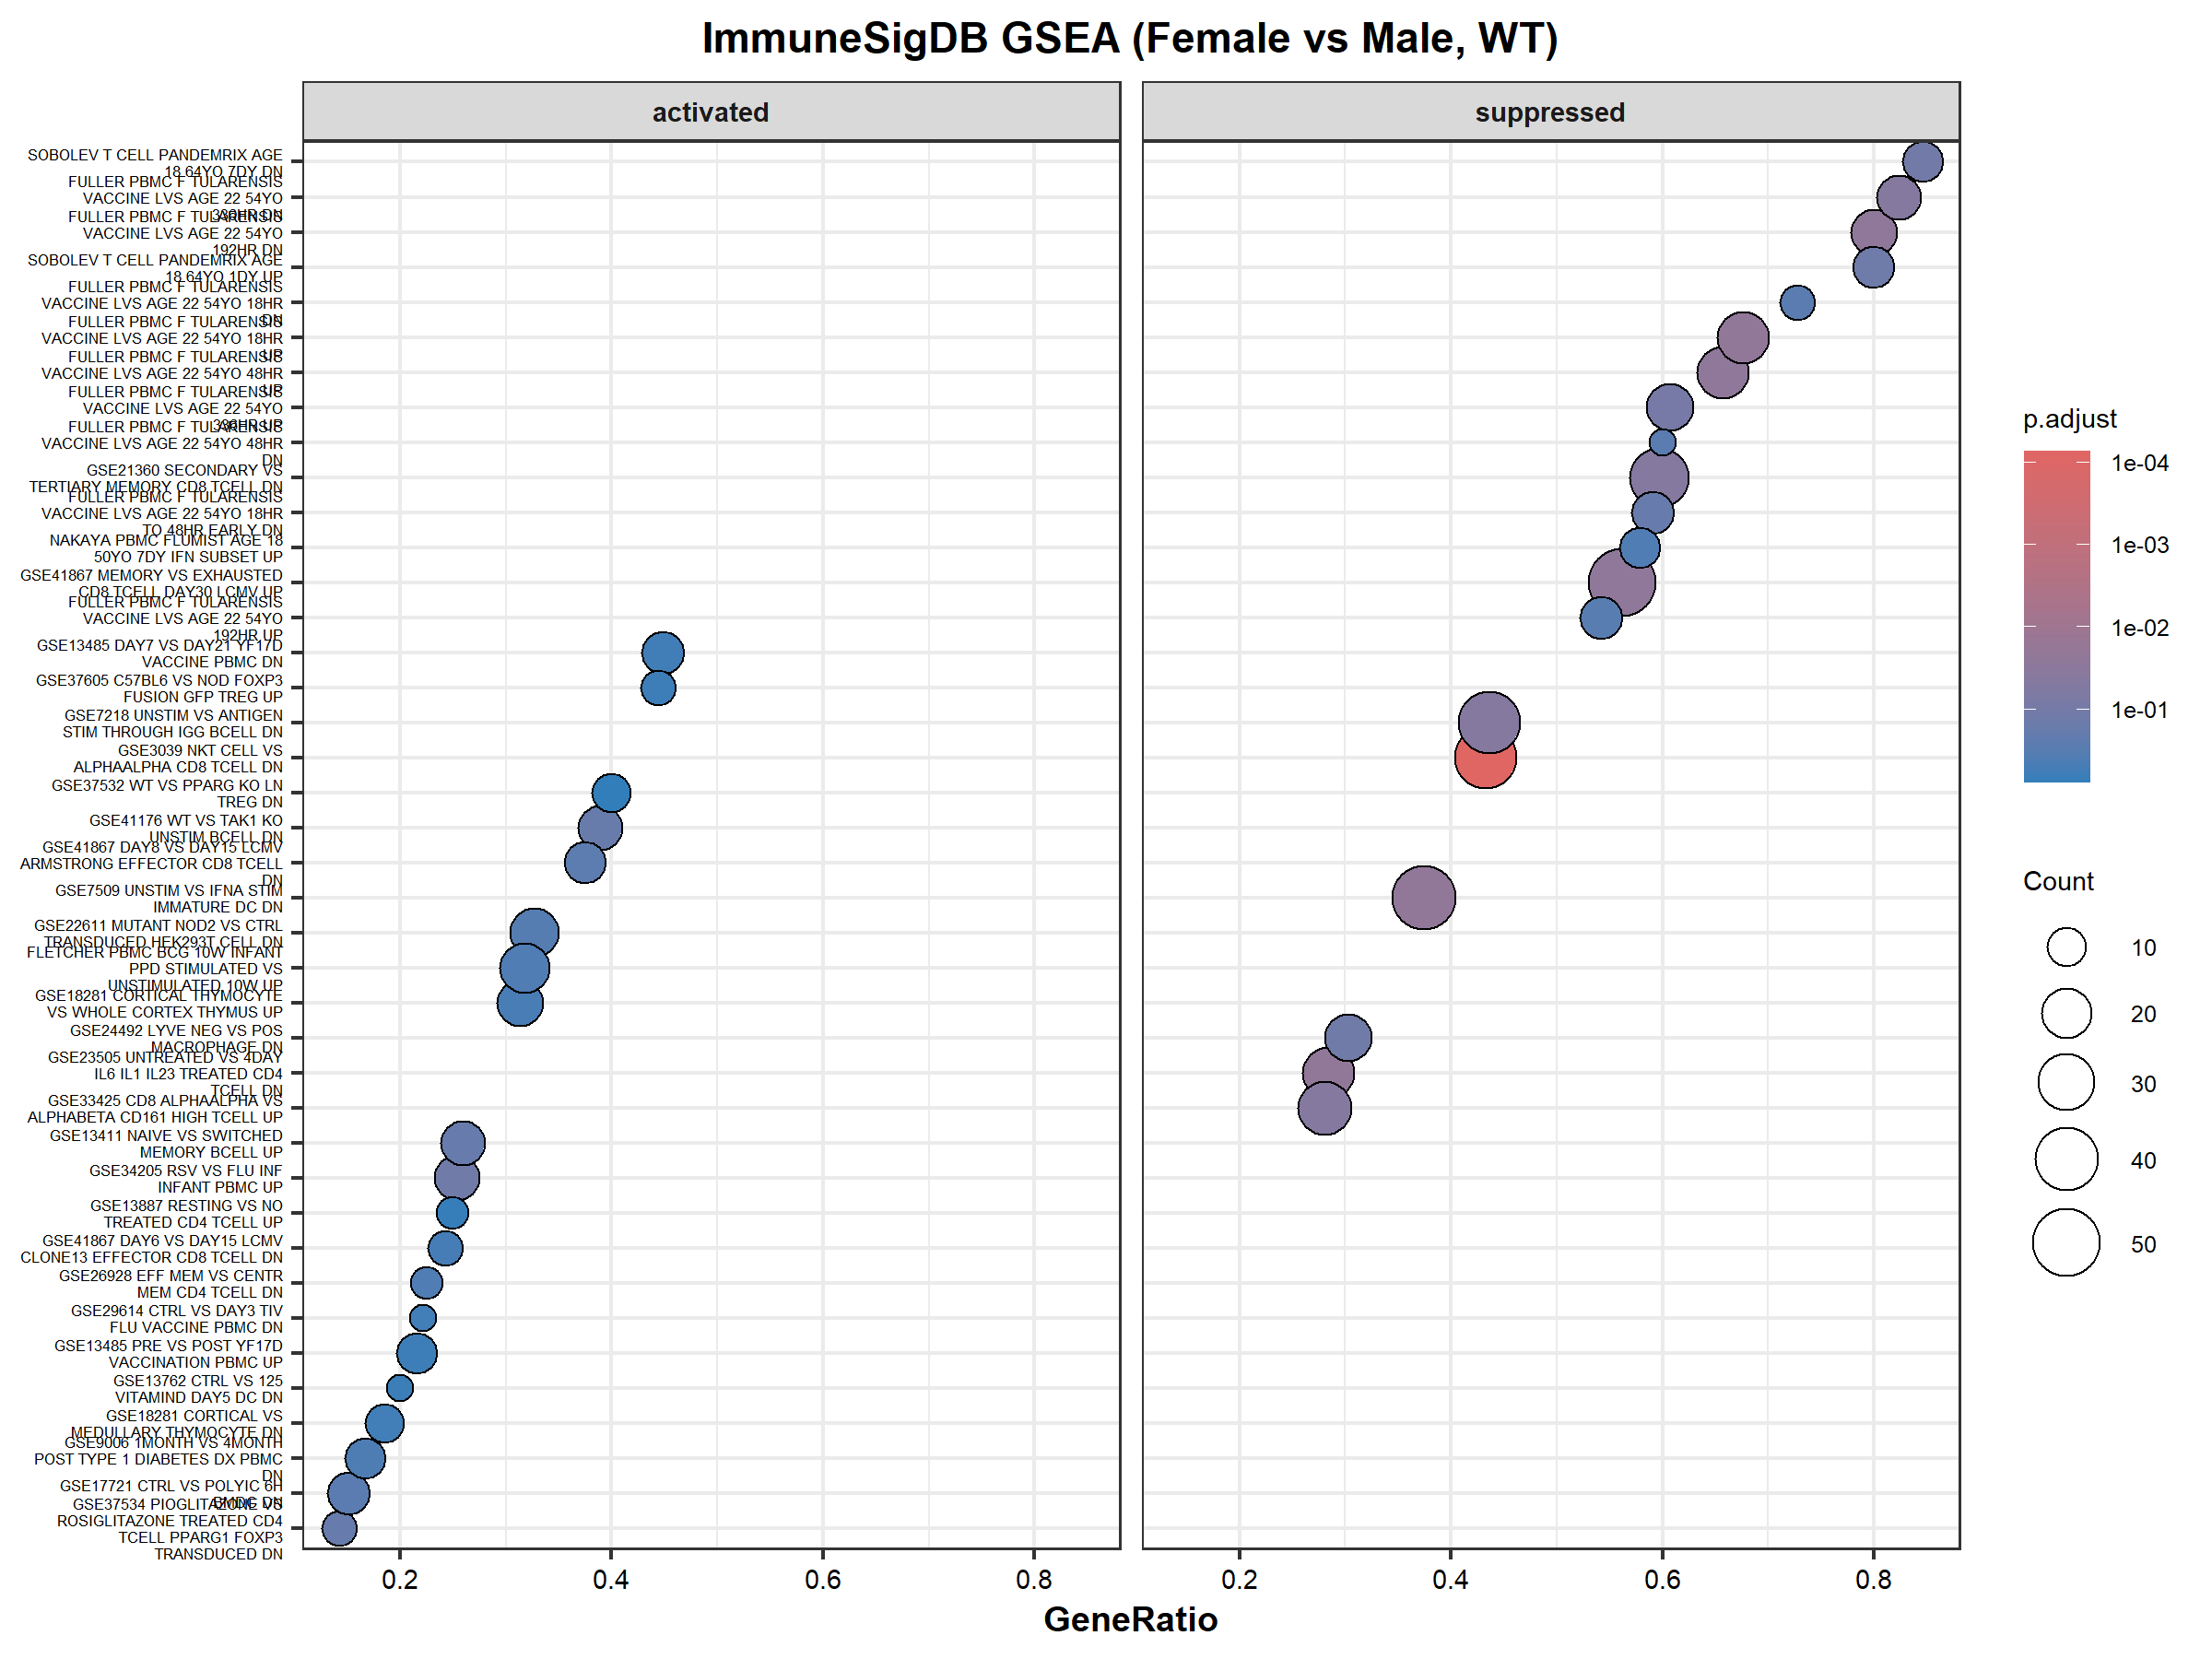 ImmuneSigDB GSEA (Female vs Male, WT)
activated
suppressed
SOBOLEV T CELL PANDEMRIX AGE
18 64YO 7DY DN
FULLER PBMC F TULARENSIS
VACCINE LVS AGE 22 54YO
336HR DN
FULLER PBMC F TULARENSIS
VACCINE LVS AGE 22 54YO
192HR DN
SOBOLEV T CELL PANDEMRIX AGE
18 64YO 1DY UP
FULLER PBMC F TULARENSIS
VACCINE LVS AGE 22 54YO 18HR
DN
FULLER PBMC F TULARENSIS
VACCINE LVS AGE 22 54YO 18HR
UP
FULLER PBMC F TULARENSIS
VACCINE LVS AGE 22 54YO 48HR
UP
FULLER PBMC F TULARENSIS
VACCINE LVS AGE 22 54YO
336HR UP
FULLER PBMC F TULARENSIS
VACCINE LVS AGE 22 54YO 48HR
DN
GSE21360 SECONDARY VS
TERTIARY MEMORY CD8 TCELL DN
FULLER PBMC F TULARENSIS
VACCINE LVS AGE 22 54YO 18HR
TO 48HR EARLY DN
NAKAYA PBMC FLUMIST AGE 18
50YO 7DY IFN SUBSET UP
GSE41867 MEMORY VS EXHAUSTED
CD8 TCELL DAY30 LCMV UP
FULLER PBMC F TULARENSIS
VACCINE LVS AGE 22 54YO
192HR UP
GSE13485 DAY7 VS DAY21 YF17D
VACCINE PBMC DN
GSE37605 C57BL6 VS NOD FOXP3
FUSION GFP TREG UP
GSE7218 UNSTIM VS ANTIGEN
STIM THROUGH IGG BCELL DN
GSE3039 NKT CELL VS
ALPHAALPHA CD8 TCELL DN
GSE37532 WT VS PPARG KO LN
TREG DN
GSE41176 WT VS TAK1 KO
UNSTIM BCELL DN
GSE41867 DAY8 VS DAY15 LCMV
ARMSTRONG EFFECTOR CD8 TCELL
DN
GSE7509 UNSTIM VS IFNA STIM
IMMATURE DC DN
GSE22611 MUTANT NOD2 VS CTRL
TRANSDUCED HEK293T CELL DN
FLETCHER PBMC BCG 10W INFANT
PPD STIMULATED VS
UNSTIMULATED 10W UP
GSE18281 CORTICAL THYMOCYTE
VS WHOLE CORTEX THYMUS UP
GSE24492 LYVE NEG VS POS
MACROPHAGE DN
GSE23505 UNTREATED VS 4DAY
IL6 IL1 IL23 TREATED CD4
TCELL DN
GSE33425 CD8 ALPHAALPHA VS
ALPHABETA CD161 HIGH TCELL UP
GSE13411 NAIVE VS SWITCHED
MEMORY BCELL UP
GSE34205 RSV VS FLU INF
INFANT PBMC UP
GSE13887 RESTING VS NO
TREATED CD4 TCELL UP
GSE41867 DAY6 VS DAY15 LCMV
CLONE13 EFFECTOR CD8 TCELL DN
GSE26928 EFF MEM VS CENTR
MEM CD4 TCELL DN
GSE29614 CTRL VS DAY3 TIV
FLU VACCINE PBMC DN
GSE13485 PRE VS POST YF17D
VACCINATION PBMC UP
GSE13762 CTRL VS 125
VITAMIND DAY5 DC DN
GSE18281 CORTICAL VS
MEDULLARY THYMOCYTE DN
GSE9006 1MONTH VS 4MONTH
POST TYPE 1 DIABETES DX PBMC
DN
GSE17721 CTRL VS POLYIC 6H
BMDC DN
GSE37534 PIOGLITAZONE VS
ROSIGLITAZONE TREATED CD4
TCELL PPARG1 FOXP3
TRANSDUCED DN
0.2 0.4 0.6 0.8
0.2 0.4 0.6 0.8
GeneRatio
p.adjust
1e-04
1e-03
1e-02
1e-01
Count
10
20
30
40
50